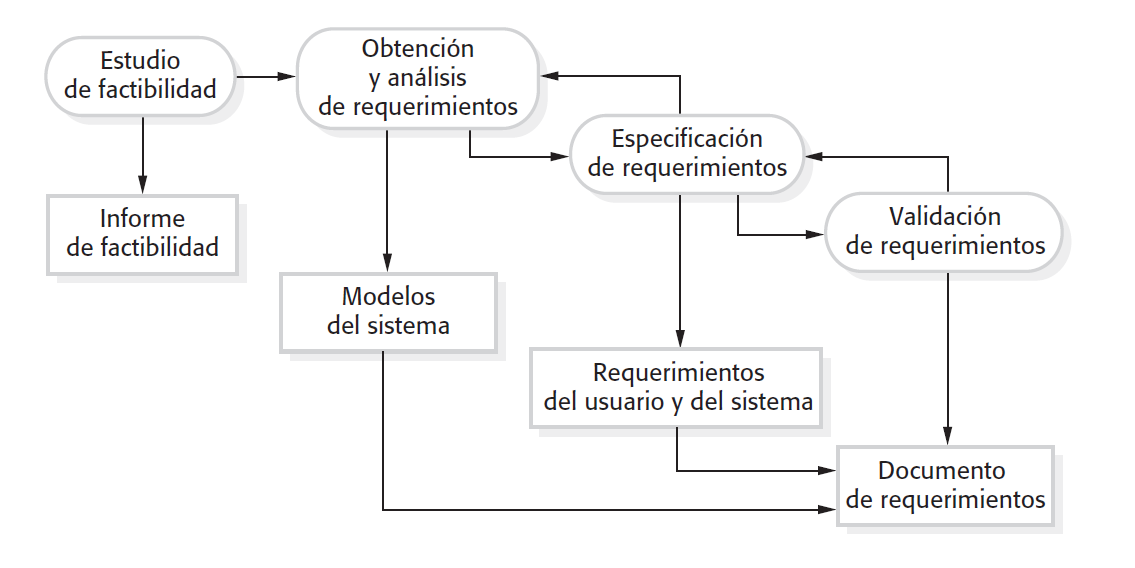 Estudio
de factibilidad
Obtención
y análisis
de requerimientos
Especificación
de requerimientos
Validación
de requerimientos
Informe
de factibilidad
Modelos
del sistema
Requerimientos
del usuario y del sistema
Documento
de requerimientos